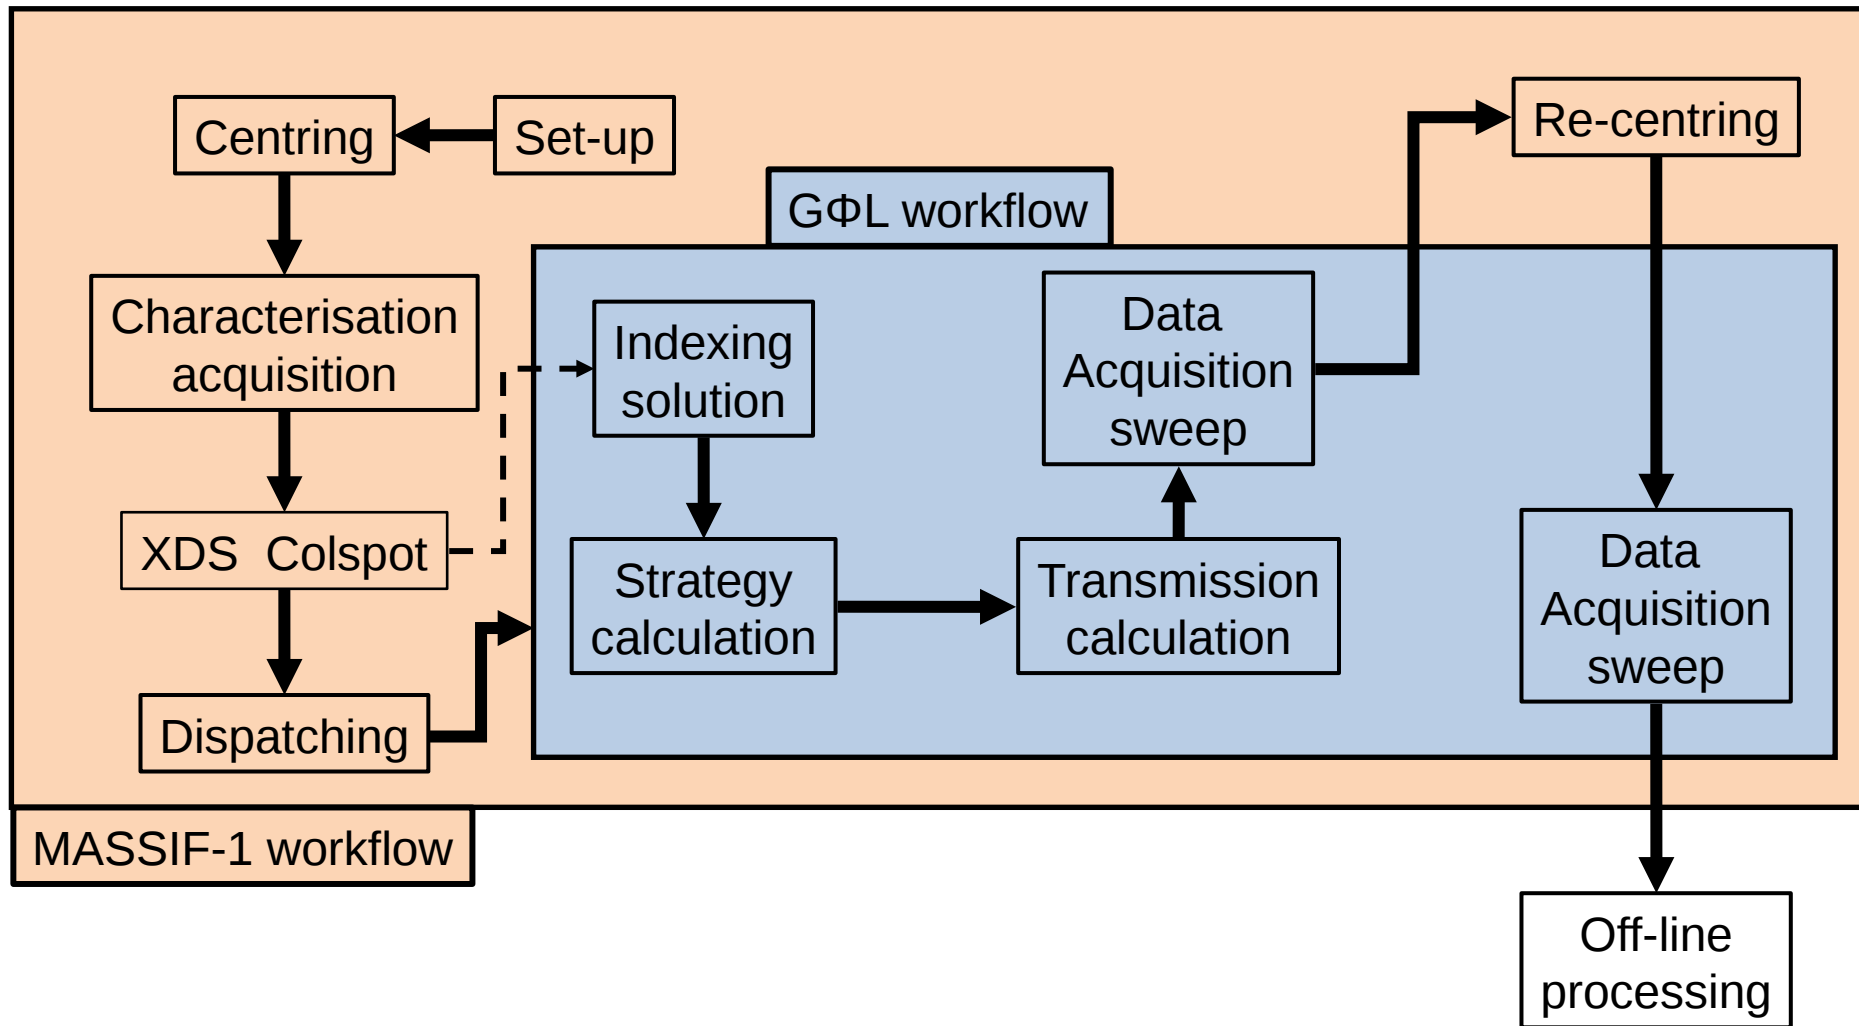 Set-up
Centring
Characterisation
acquisition
XDS Colspot
Dispatching
GΦL workflow
Indexing
solution
Strategy
calculation
Transmission
calculation
Data
Acquisition
sweep
Re-centring
Data
Acquisition
sweep
Off-line
processing
MASSIF-1 workflow